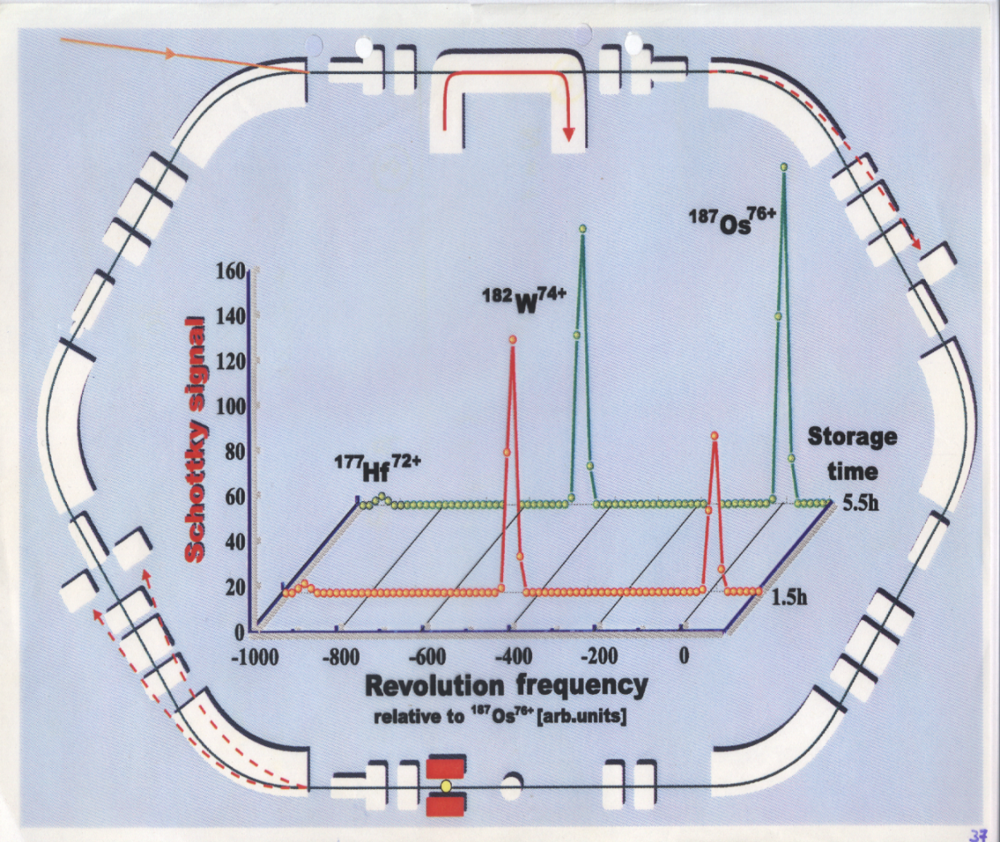 187Os76+
182W74+
177Hf72+
Schottky signal
160
140
120
100
80
60
40
20
0
Storage
time
5.5h
1.5h
-1000 -800 -600 -400 -200 0
Revolution frequency
relative to 187Os76+ [arb.units]
37